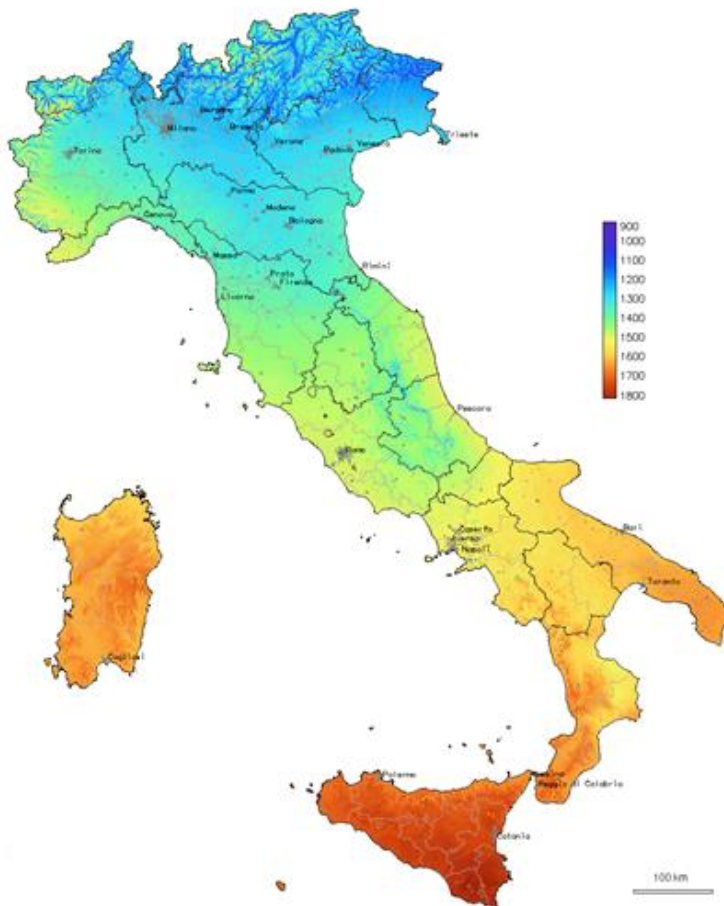 Bergamo
Milano
Brescia
Trieste
Torino
Verona
Padova
Parma
Modena
Genova
Bologna
Massa
Rimini
Prato
Firenze
Livorno
900
1000
1100
1200
1300
1400
1500
1600
1700
1800
Pescara
Roma
Caserta
Bari
Napoli
Taranto
Cagliari
Palermo
Messina
Reggio di Calabria
Catania
100 km